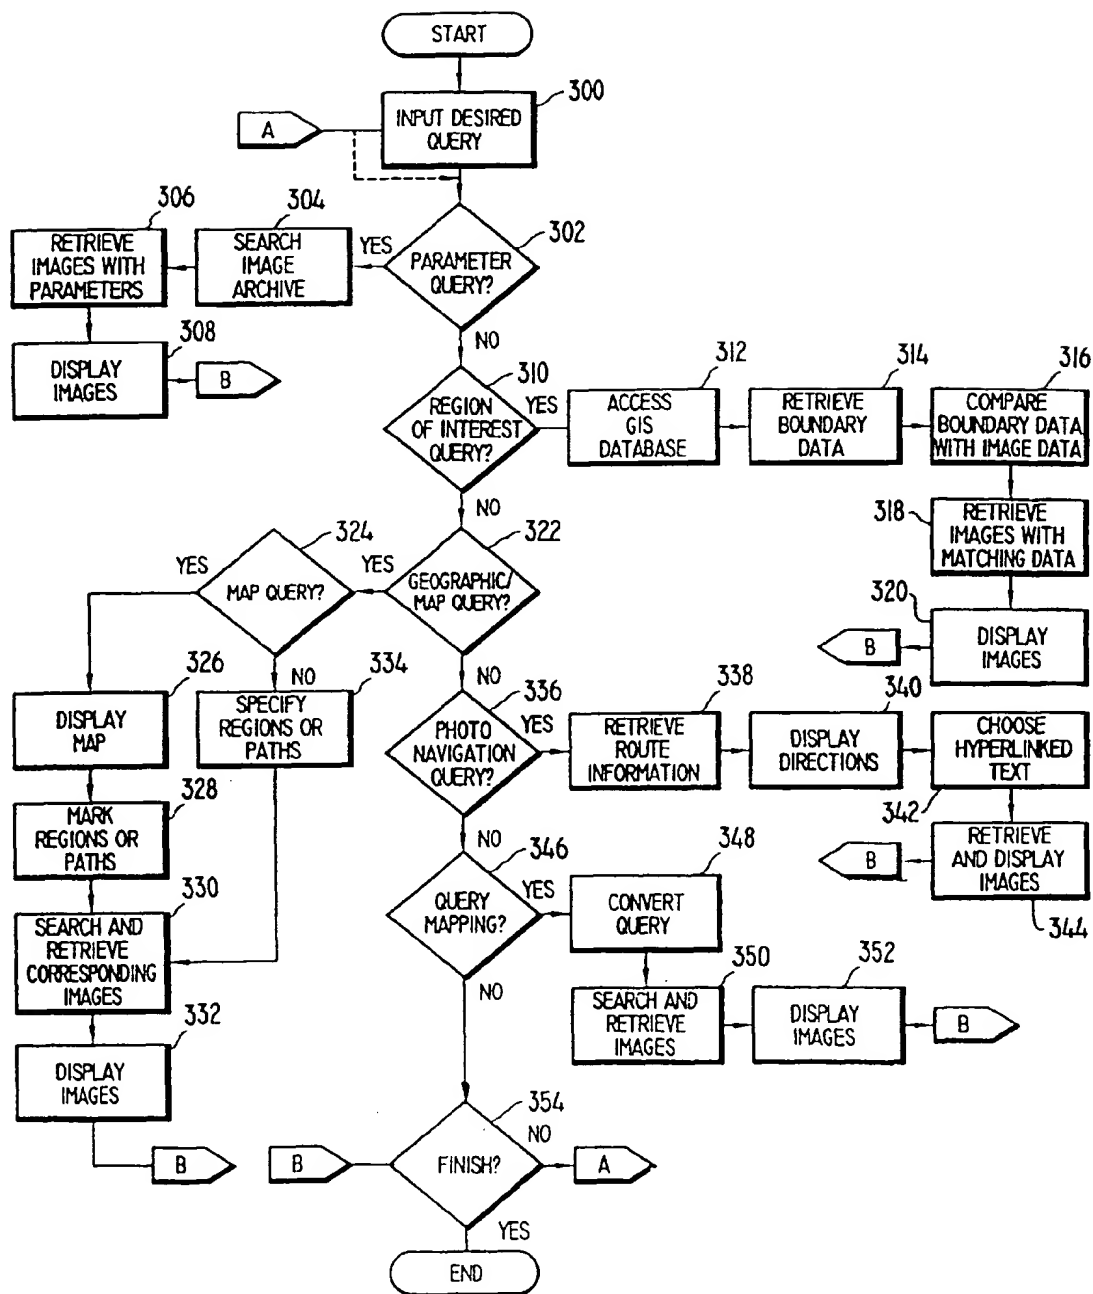 START
300
A
INPUT DESIRED
QUERY
306
304
302
RETRIEVE
IMAGES WITH
PARAMETERS
SEARCH
IMAGE
ARCHIVE
YES
PARAMETER
QUERY?
308
NO
DISPLAY
IMAGES
B
310
312
314
316
REGION
OF INTEREST
QUERY?
YES
ACCESS
GIS
DATABASE
RETRIEVE
BOUNDARY
DATA
COMPARE
BOUNDARY DATA
WITH IMAGE DATA
NO
318
RETRIEVE
IMAGES WITH
MATCHING DATA
324
322
YES
MAP QUERY?
YES
GEOGRAPHIC/
MAP QUERY?
320
DISPLAY
IMAGES
B
326
NO
334
NO
336
338
340
DISPLAY
MAP
SPECIFY
REGIONS OR
PATHS
PHOTO
NAVIGATION
QUERY?
YES
RETRIEVE
ROUTE
INFORMATION
DISPLAY
DIRECTIONS
CHOOSE
HYPERLINKED
TEXT
342
328
MARK
REGIONS OR
PATHS
NO
346
348
B
RETRIEVE
AND DISPLAY
IMAGES
344
330
SEARCH AND
RETRIEVE
CORRESPONDING
IMAGES
QUERY
MAPPING?
YES
CONVERT
QUERY
NO
350
352
SEARCH AND
RETRIEVE
IMAGES
DISPLAY
IMAGES
B
332
DISPLAY
IMAGES
354
B
B
FINISH?
NO
A
YES
END